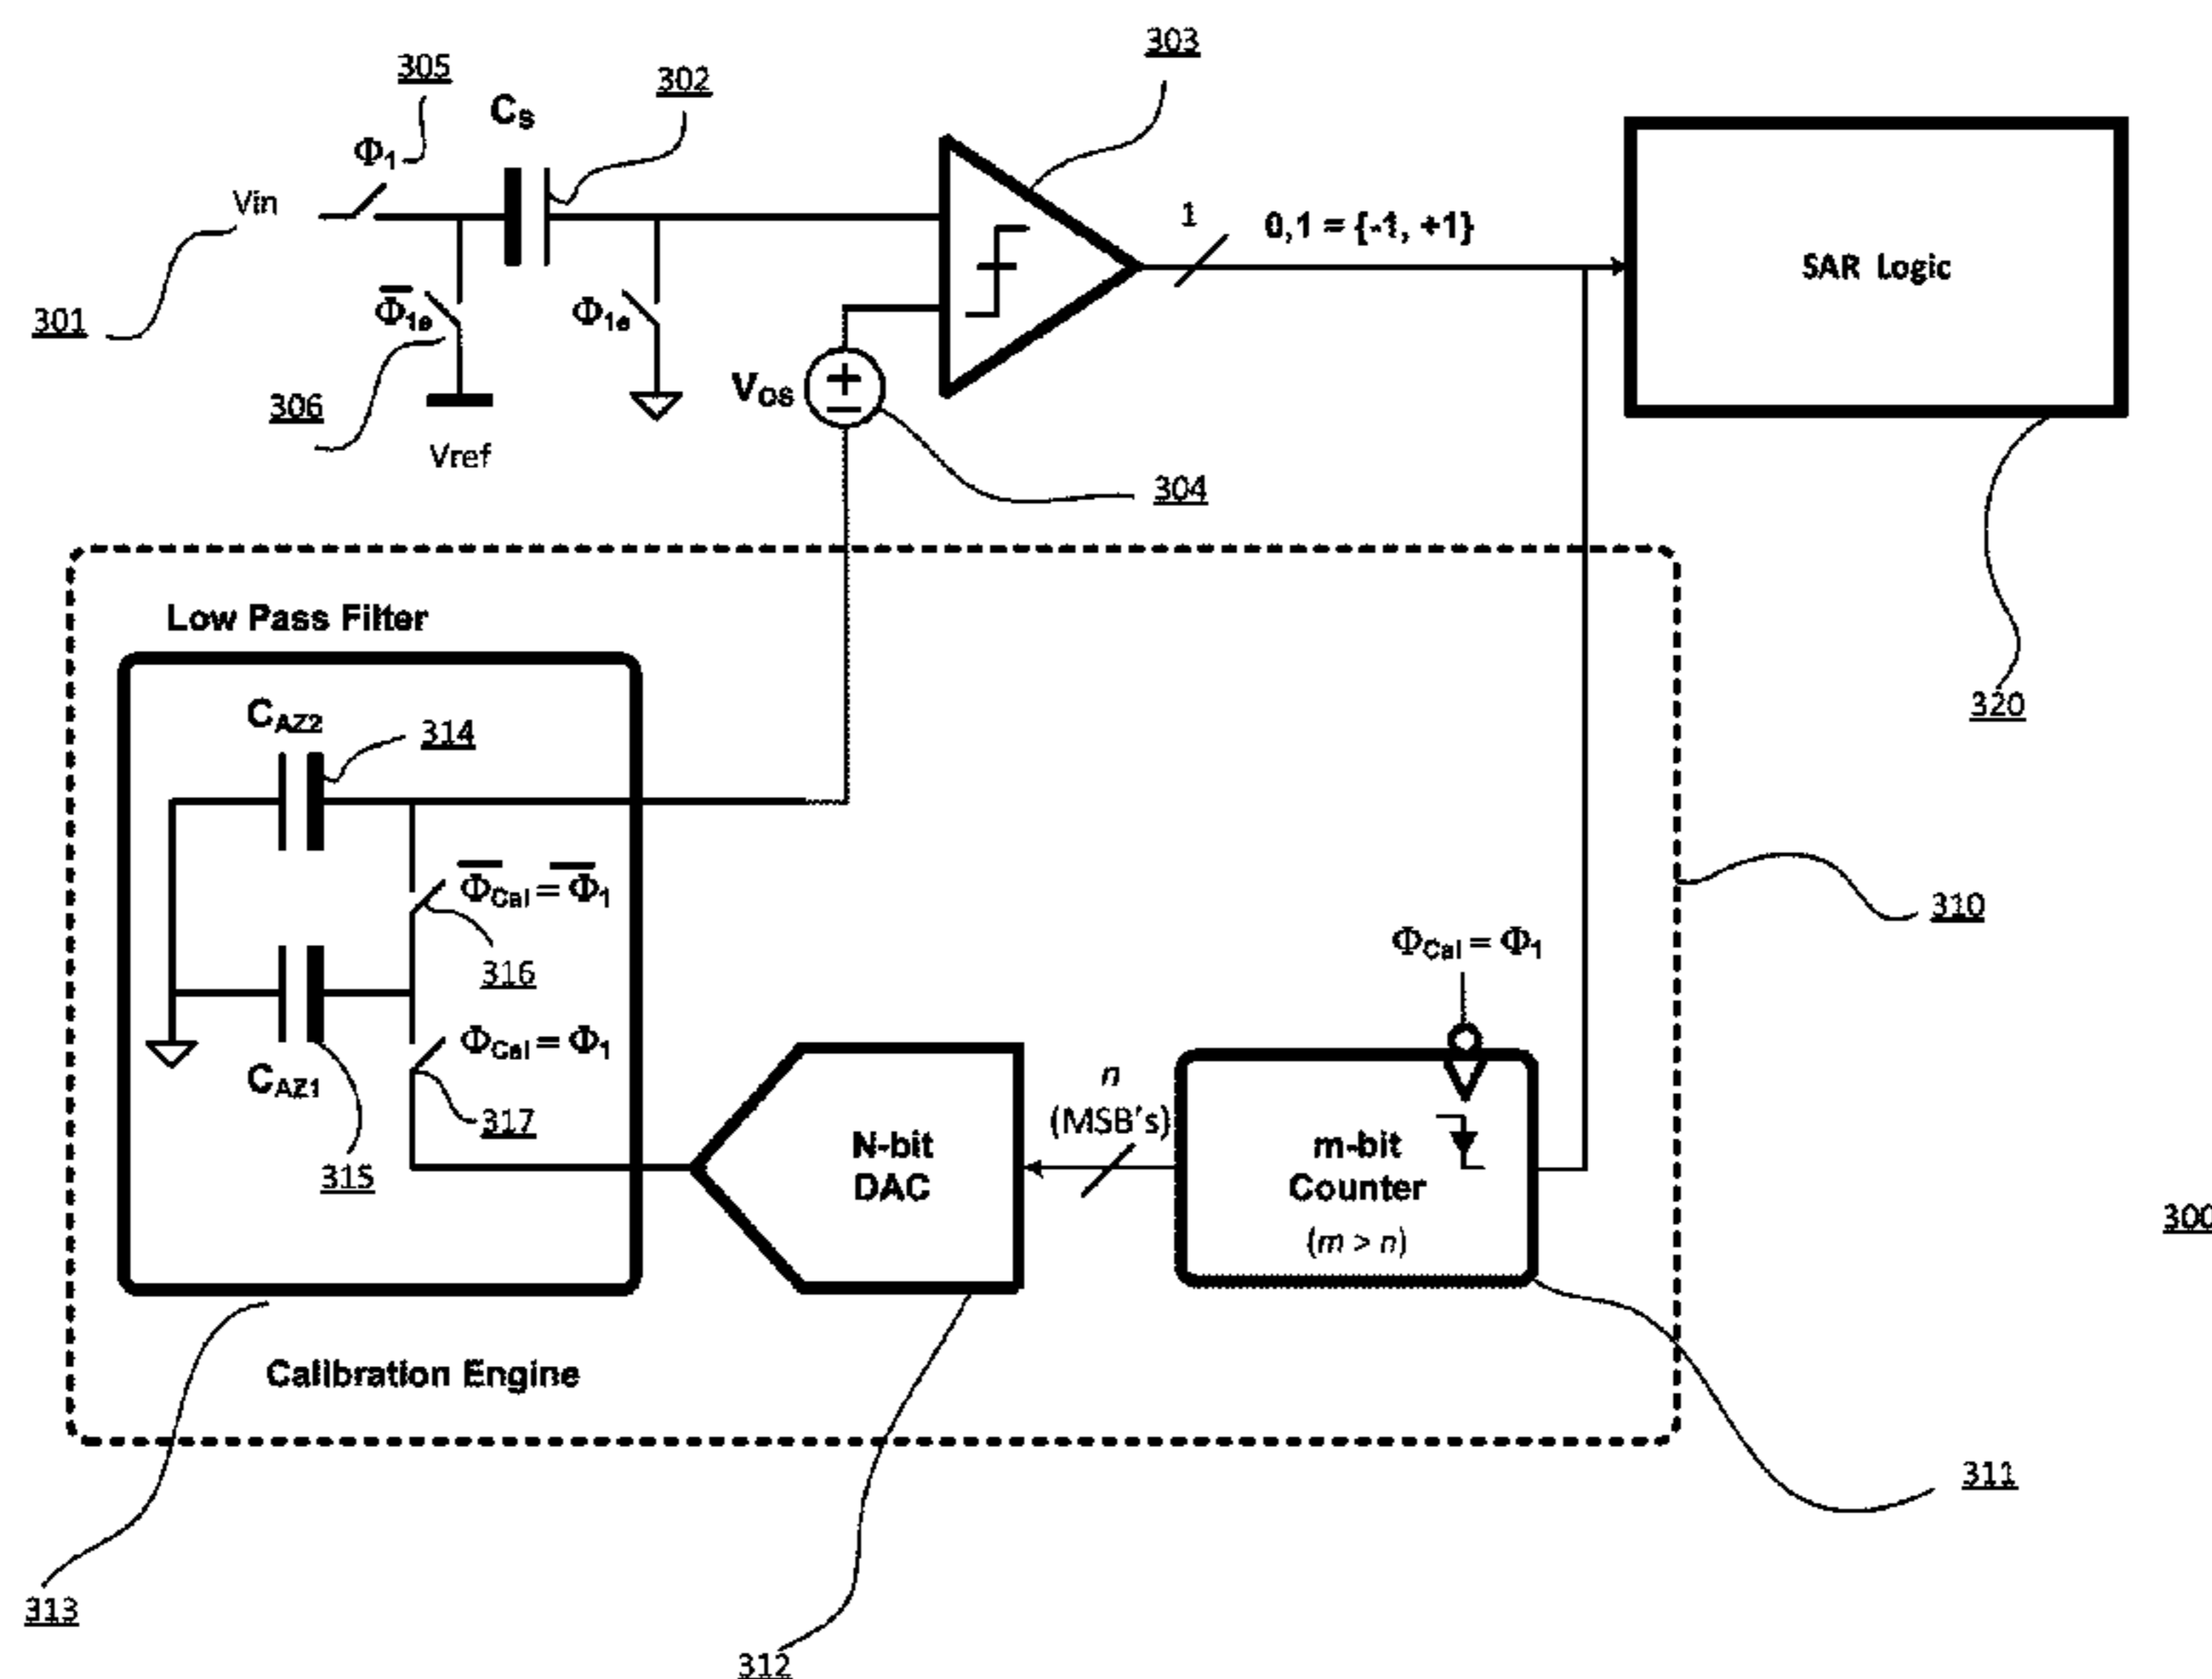 303
305
302
Cs
Φ1
Vin
1
0,1 = {-1, +1}
SAR Logic
301
Φ̅1e
Φ1e
306
VOS
Vref
304
Low Pass Filter
CAZ2
314
320
Φ̅Cal = Φ̅1
310
316
ΦCal = Φ1
ΦCal = Φ1
CAZ1
317
315
n
(MSB's)
N-bit
DAC
m-bit
Counter
(m > n)
300
Calibration Engine
311
313
312